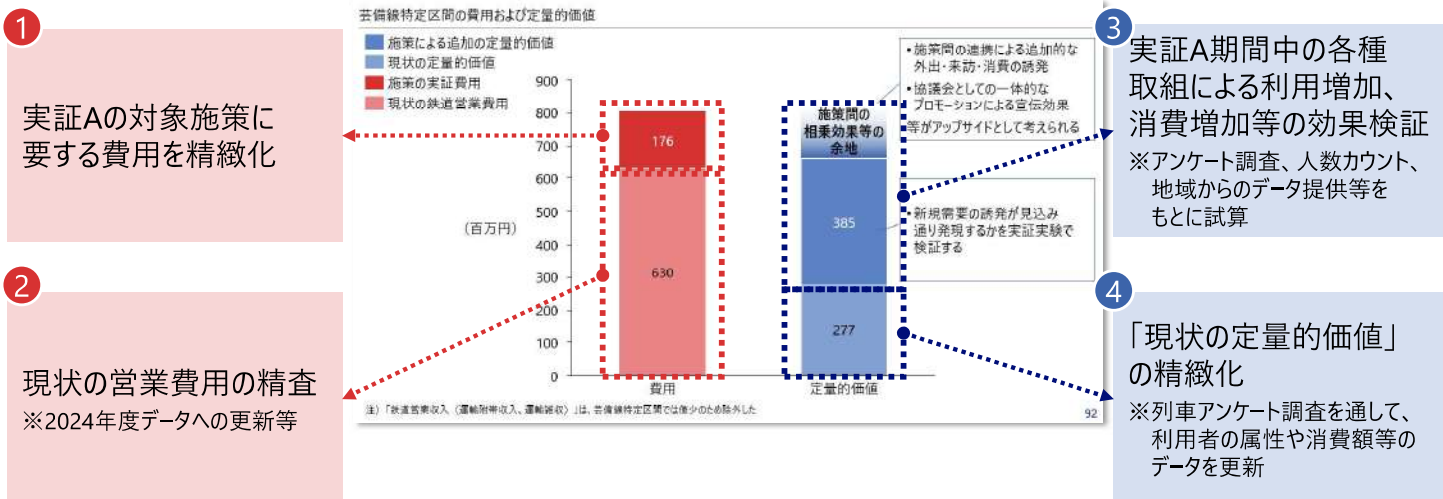 芸備線特定区間の費用および定量的価値
1
実証Aの対象施策に
要する費用を精緻化
2
現状の営業費用の精査
※2024年度データへの更新等
施策による追加の定量的価値
現状の定量的価値
施策の実証費用
現状の鉄道営業費用
(百万円)
900
800
700
600
500
400
300
200
100
0
176
630
費用
施策間の
相乗効果等の
余地
385
277
定量的価値
•施策間の連携による追加的な
外出・来訪・消費の誘発
•協議会としての一体的な
プロモーションによる宣伝効果
等がアップサイドとして考えられる
•新規需要の誘発が見込み
通り発現するかを実証実験で
検証する
注)「鉄道営業収入(運輸附帯収入、運輸雑収)」は、芸備線特定区間では僅少のため除外した
92
3
実証A期間中の各種
取組による利用増加、
消費増加等の効果検証
※アンケート調査、人数カウント、
地域からのデータ提供等を
もとに試算
4
「現状の定量的価値」
の精緻化
※列車アンケート調査を通して、
利用者の属性や消費額等の
データを更新